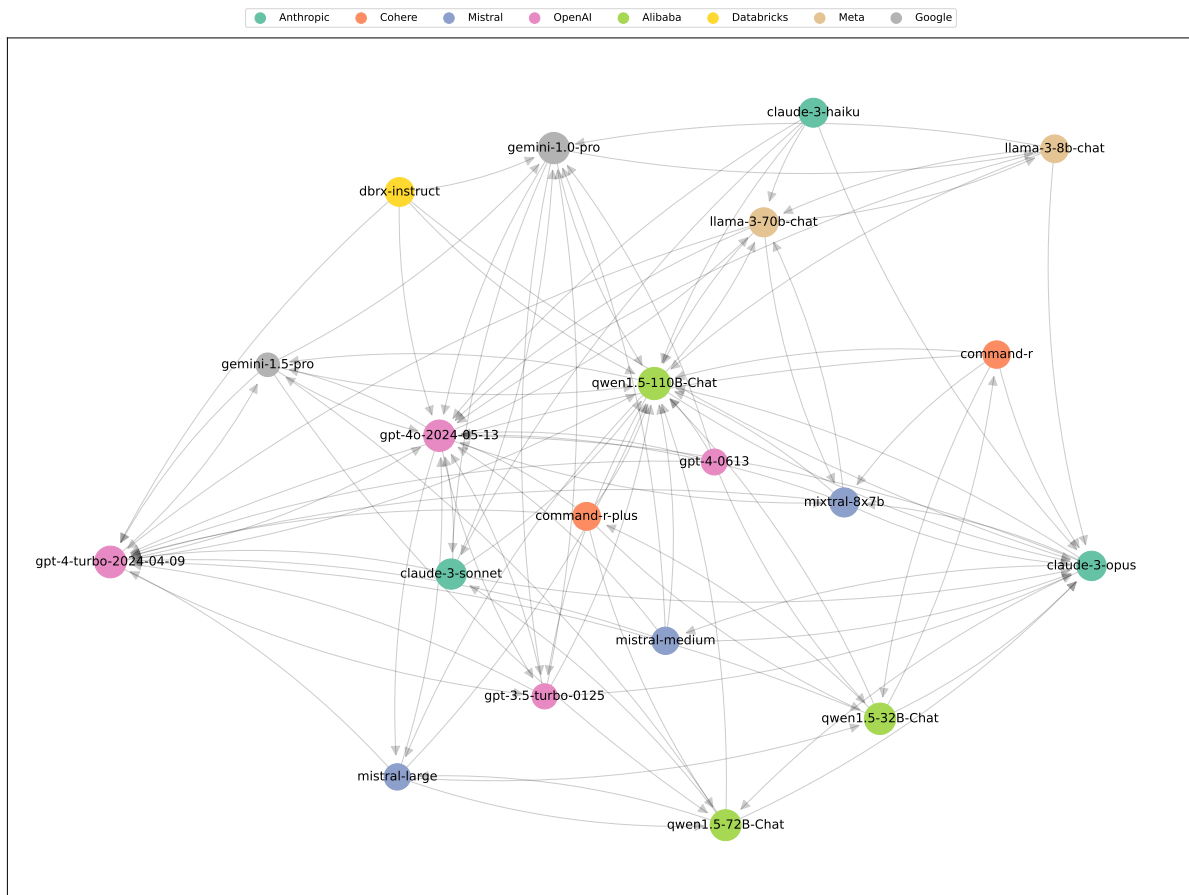 Anthropic Cohere Mistral OpenAI Alibaba Databricks Meta Google
claude-3-haiku
gemini-1.0-pro
llama-3-8b-chat
dbrx-instruct
llama-3-70b-chat
gemini-1.5-pro
command-r
qwen1.5-110B-Chat
gpt-4o-2024-05-13
gpt-4-0613
mixtral-8x7b
command-r-plus
gpt-4-turbo-2024-04-09
claude-3-sonnet
claude-3-opus
mistral-medium
gpt-3.5-turbo-0125
qwen1.5-32B-Chat
mistral-large
qwen1.5-72B-Chat